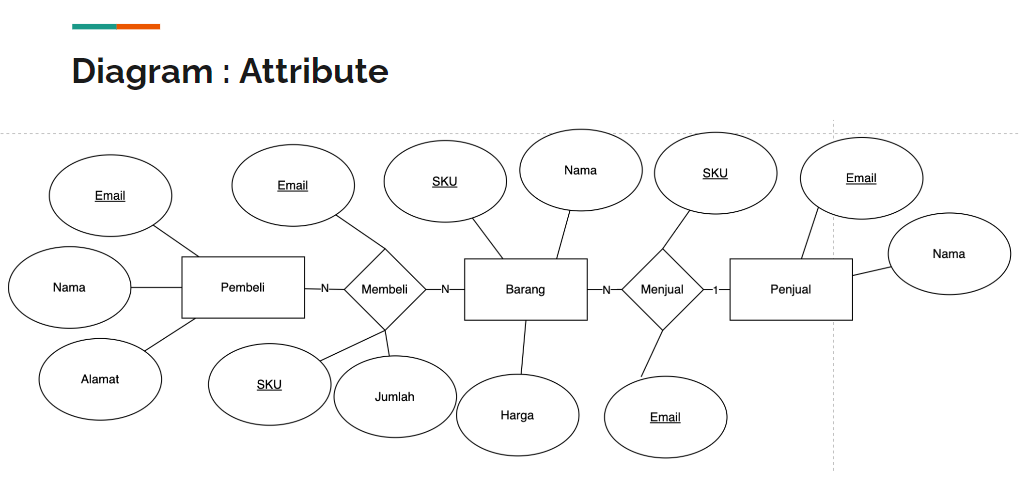 Diagram : Attribute
Email
Email
SKU
Nama
SKU
Email
Nama
Nama
Pembeli
N
Membeli
N
Barang
N
Menjual
1
Penjual
Alamat
SKU
Jumlah
Harga
Email